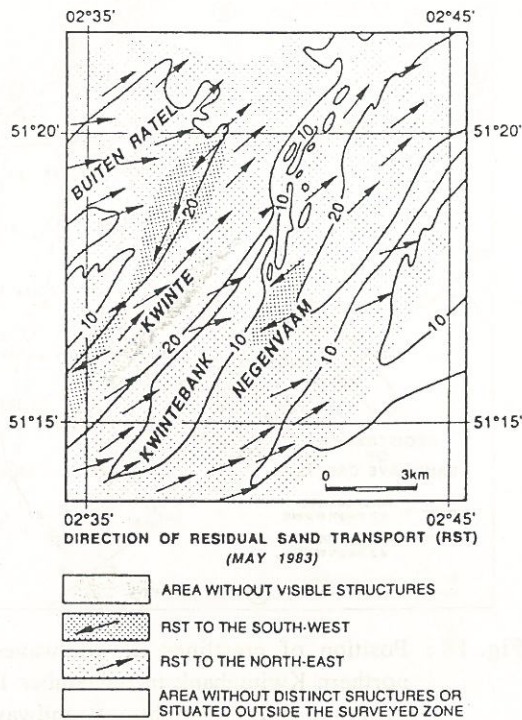 02°35' 02°45'
51°20' 51°20'
BUITEN RATEL
10
20
10
20
KWINTE
10
20
10
KWINTEBANK
NEGENVAAM
10
10
51°15' 51°15'
0 3km
02°35' 02°45'
DIRECTION OF RESIDUAL SAND TRANSPORT (RST)
(MAY 1983)
AREA WITHOUT VISIBLE STRUCTURES
RST TO THE SOUTH-WEST
RST TO THE NORTH-EAST
AREA WITHOUT DISTINCT SRUCTURES OR
SITUATED OUTSIDE THE SURVEYED ZONE